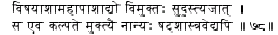 विषयाशामहापाशाद्यो विमुक्तः सुदुस्त्यजात् ।
स एव कल्पते मुक्त्यै नान्यः षट्शास्त्रवेद्यपि ॥ ७८॥